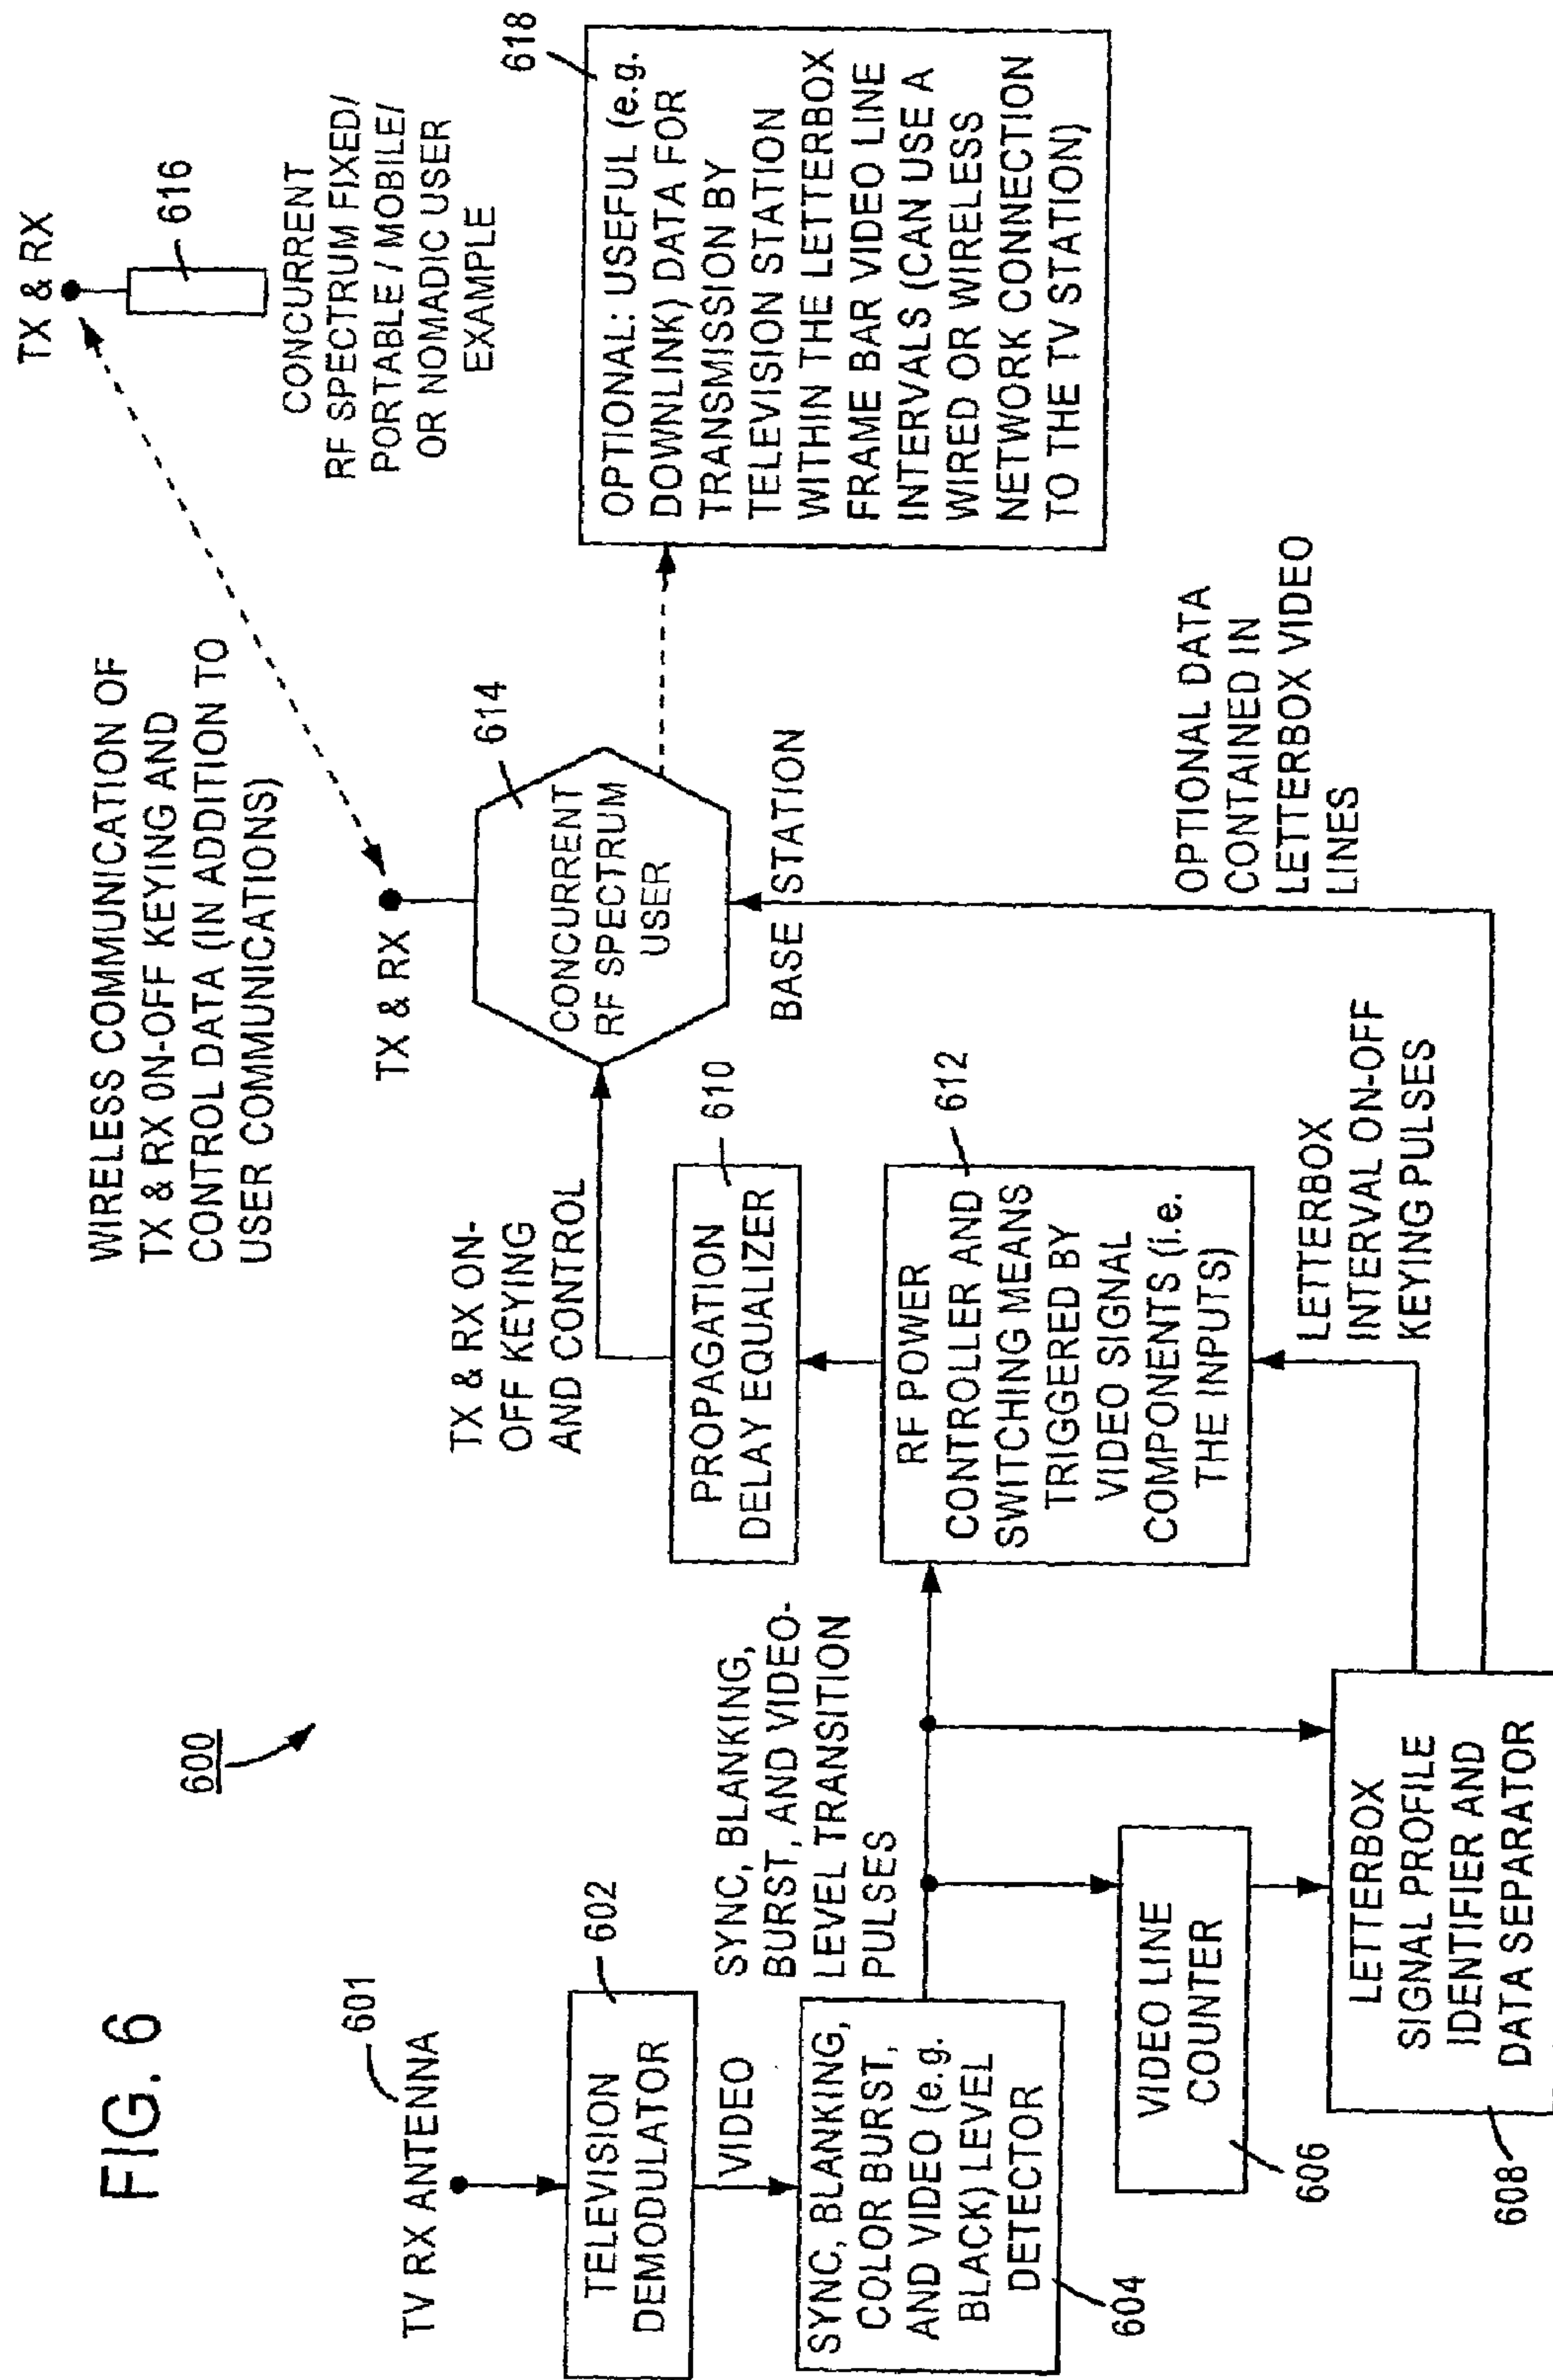 FIG. 6
600
601
TV RX ANTENNA
602
TELEVISION
DEMODULATOR
VIDEO
SYNC, BLANKING,
COLOR BURST,
AND VIDEO (e.g.
BLACK) LEVEL
DETECTOR
604
SYNC, BLANKING,
BURST, AND VIDEO-
LEVEL TRANSITION
PULSES
VIDEO LINE
COUNTER
606
LETTERBOX
SIGNAL PROFILE
IDENTIFIER AND
DATA SEPARATOR
608
TX & RX ON-
OFF KEYING
AND CONTROL
610
PROPAGATION
DELAY EQUALIZER
612
RF POWER
CONTROLLER AND
SWITCHING MEANS
TRIGGERED BY
VIDEO SIGNAL
COMPONENTS (i.e.
THE INPUTS)
LETTERBOX
INTERVAL ON-OFF
KEYING PULSES
WIRELESS COMMUNICATION OF
TX & RX ON-OFF KEYING AND
CONTROL DATA (IN ADDITION TO
USER COMMUNICATIONS)
TX & RX
614
CONCURRENT
RF SPECTRUM
USER
BASE STATION
OPTIONAL DATA
CONTAINED IN
LETTERBOX VIDEO
LINES
TX & RX
616
CONCURRENT
RF SPECTRUM FIXED/
PORTABLE / MOBILE/
OR NOMADIC USER
EXAMPLE
618
OPTIONAL: USEFUL (e.g.
DOWNLINK) DATA FOR
TRANSMISSION BY
TELEVISION STATION
WITHIN THE LETTERBOX
FRAME BAR VIDEO LINE
INTERVALS (CAN USE A
WIRED OR WIRELESS
NETWORK CONNECTION
TO THE TV STATION)